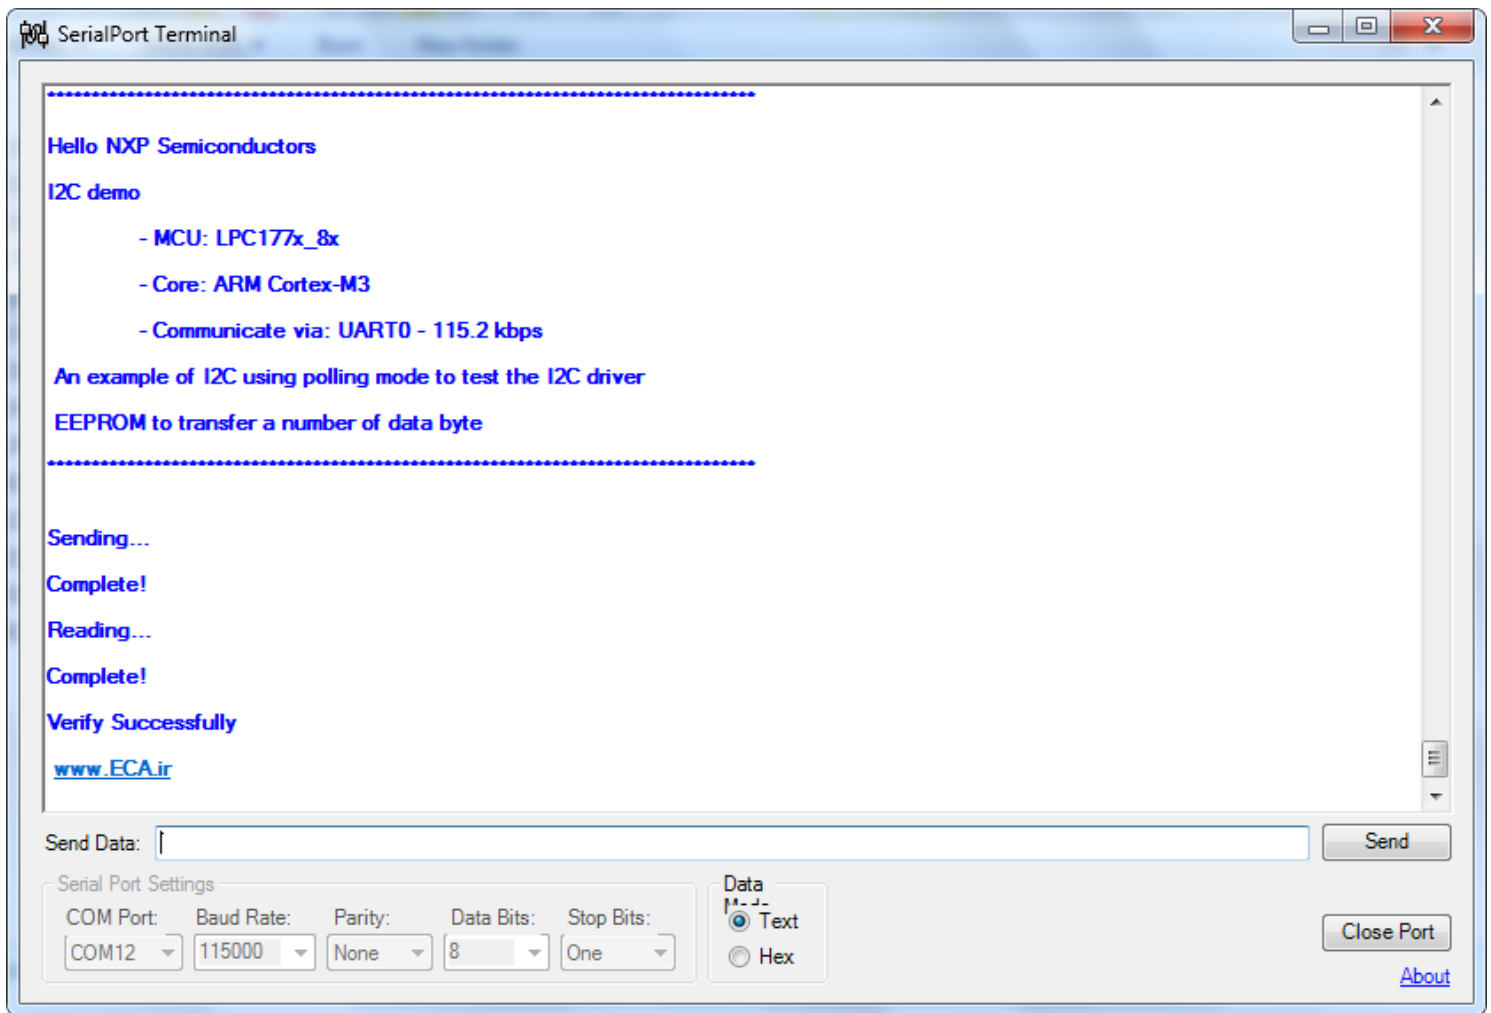 SerialPort Terminal
********************************************************************************
Hello NXP Semiconductors
I2C demo
- MCU: LPC177x_8x
- Core: ARM Cortex-M3
- Communicate via: UART0 - 115.2 kbps
An example of I2C using polling mode to test the I2C driver
EEPROM to transfer a number of data byte
********************************************************************************
Sending...
Complete!
Reading...
Complete!
Verify Successfully
www.ECA.ir
Send Data:
Send
Serial Port Settings
COM Port: Baud Rate: Parity: Data Bits: Stop Bits:
COM12 115000 None 8 One
Data
Text
Hex
Close Port
About